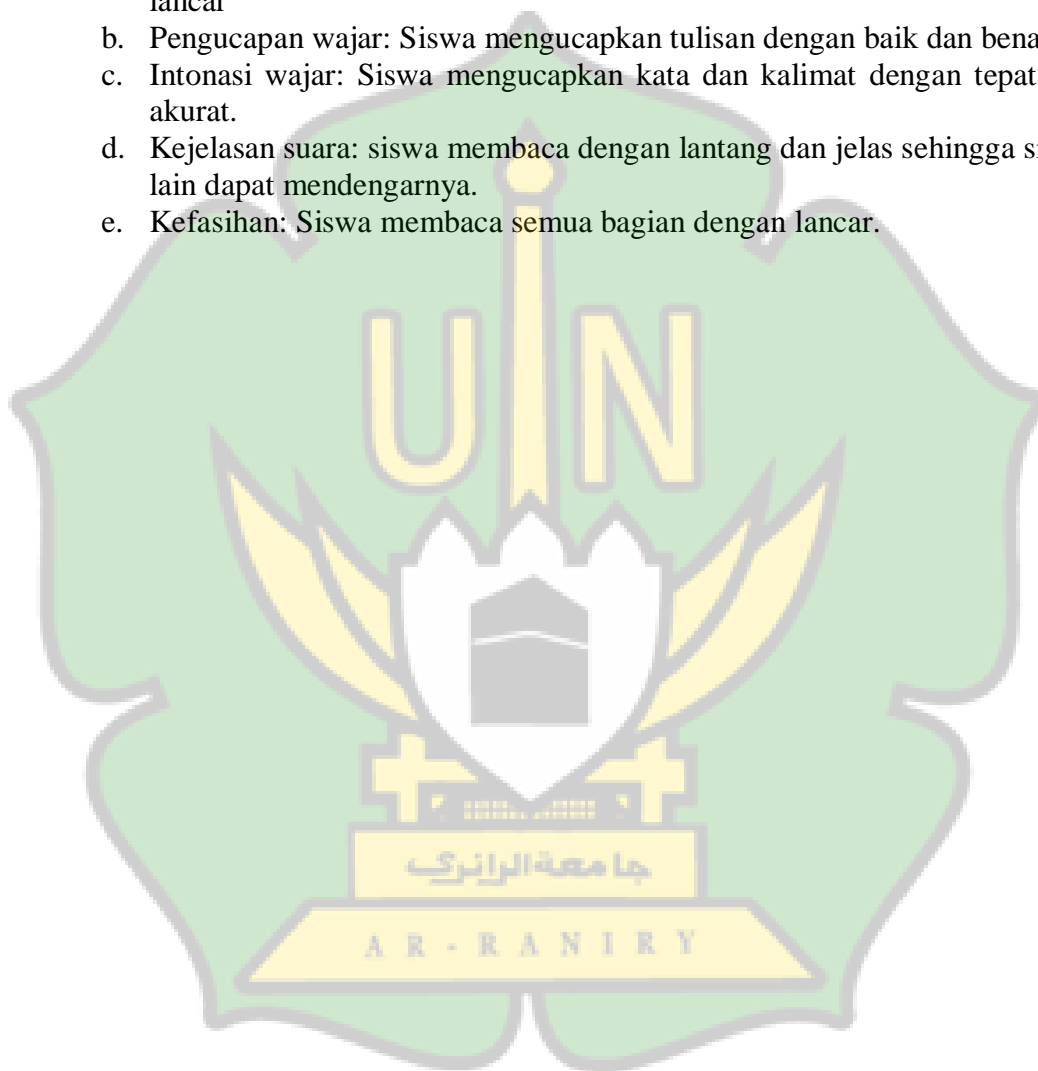 lancar
b. Pengucapan wajar: Siswa mengucapkan tulisan dengan baik dan
c. Intonasi wajar: Siswa mengucapkan kata dan kalimat dengan tepat
akurat.
d. Kejelasan suara: siswa membaca dengan lantang dan jelas sehingga
lain dapat mendengarnya.
e. Kefasihan: Siswa membaca semua bagian dengan lancar.
UIN
جامعة الرانري
AR-RANIRY